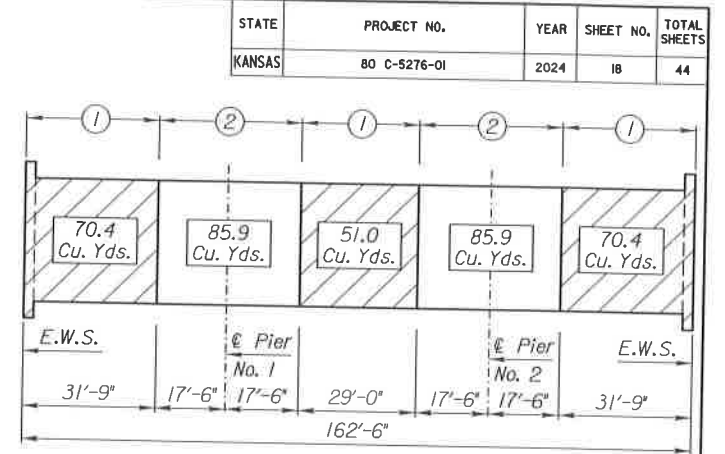 STATE PROJECT NO. YEAR SHEET NO. TOTAL SHEETS
KANSAS 80 C-5276-01 2024 18 44
1 2 1 2 1
70.4 Cu. Yds.
85.9 Cu. Yds.
51.0 Cu. Yds.
85.9 Cu. Yds.
70.4 Cu. Yds.
E.W.S.
℄ Pier No. 1
℄ Pier No. 2
E.W.S.
31'-9" 17'-6" 17'-6" 29'-0" 17'-6" 17'-6" 31'-9"
162'-6"